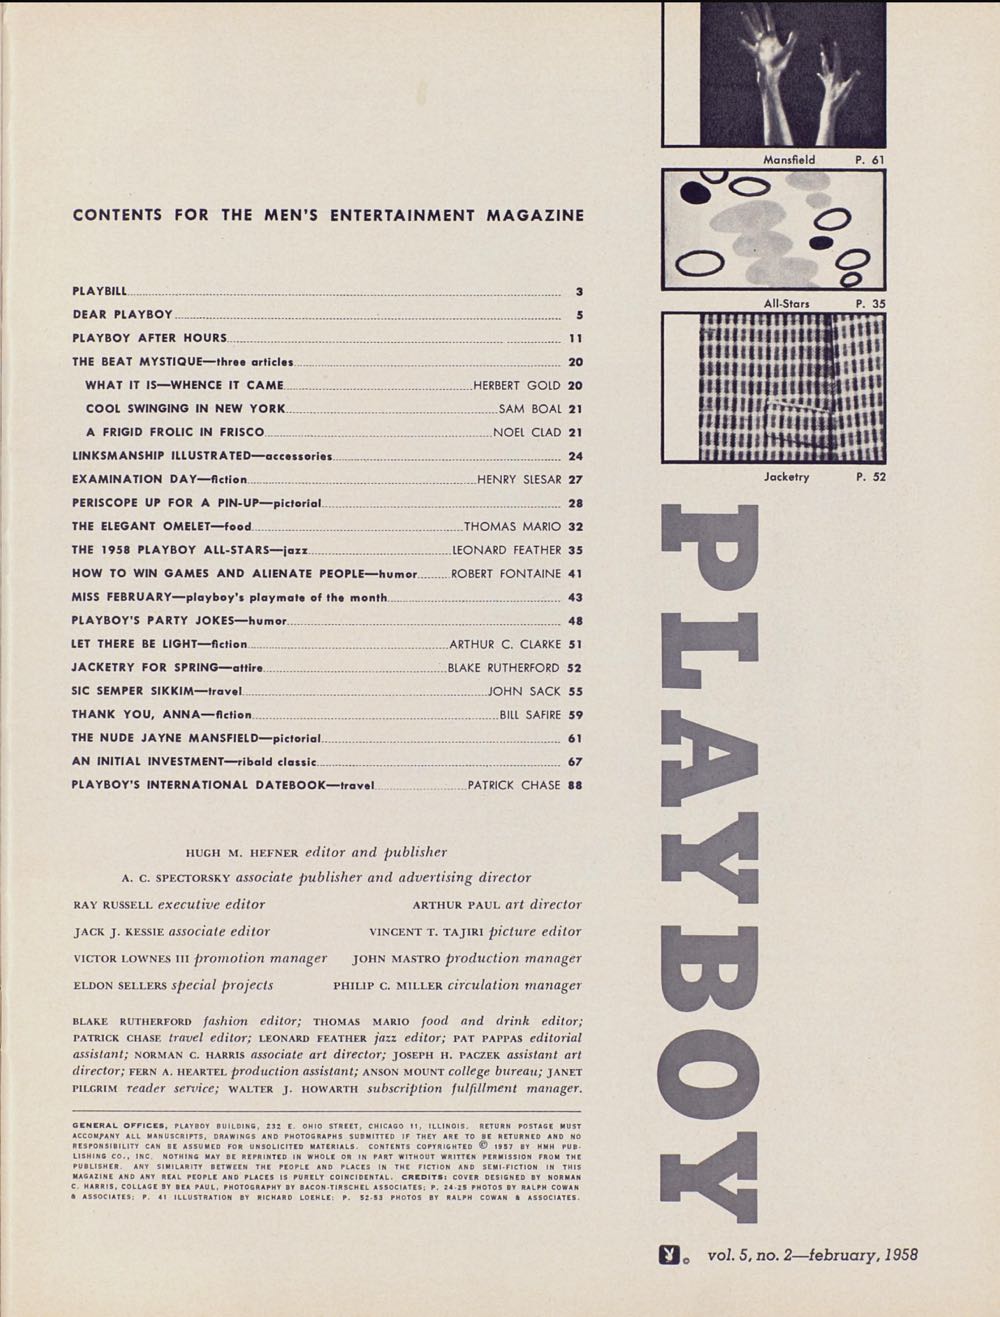 Mansfield P. 61
All-Stars P. 35
Jacketry P. 52
CONTENTS FOR THE MEN'S ENTERTAINMENT MAGAZINE
PLAYBILL 3
DEAR PLAYBOY 5
PLAYBOY AFTER HOURS 11
THE BEAT MYSTIQUE—three articles 20
WHAT IT IS—WHENCE IT CAME HERBERT GOLD 20
COOL SWINGING IN NEW YORK SAM BOAL 21
A FRIGID FROLIC IN FRISCO NOEL CLAD 21
LINKSMANSHIP ILLUSTRATED—accessories 24
EXAMINATION DAY—fiction HENRY SLESAR 27
PERISCOPE UP FOR A PIN-UP—pictorial 28
THE ELEGANT OMELET—food THOMAS MARIO 32
THE 1958 PLAYBOY ALL-STARS—jazz LEONARD FEATHER 35
HOW TO WIN GAMES AND ALIENATE PEOPLE—humor ROBERT FONTAINE 41
MISS FEBRUARY—playboy's playmate of the month 43
PLAYBOY'S PARTY JOKES—humor 48
LET THERE BE LIGHT—fiction ARTHUR C. CLARKE 51
JACKETRY FOR SPRING—attire BLAKE RUTHERFORD 52
SIC SEMPER SIKKIM—travel JOHN SACK 55
THANK YOU, ANNA—fiction BILL SAFIRE 59
THE NUDE JAYNE MANSFIELD—pictorial 61
AN INITIAL INVESTMENT—ribald classic 67
PLAYBOY'S INTERNATIONAL DATEBOOK—travel PATRICK CHASE 88
HUGH M. HEFNER editor and publisher
A. C. SPECTORSKY associate publisher and advertising director
RAY RUSSELL executive editor ARTHUR PAUL art director
JACK J. KESSIE associate editor VINCENT T. TAJIRI picture editor
VICTOR LOWNES III promotion manager JOHN MASTRO production manager
ELDON SELLERS special projects PHILIP C. MILLER circulation manager
BLAKE RUTHERFORD fashion editor; THOMAS MARIO food and drink editor;
PATRICK CHASE travel editor; LEONARD FEATHER jazz editor; PAT PAPPAS editorial
assistant; NORMAN C. HARRIS associate art director; JOSEPH H. PACZEK assistant art
director; FERN A. HEARTEL production assistant; ANSON MOUNT college bureau; JANET
PILGRIM reader service; WALTER J. HOWARTH subscription fulfillment manager.
GENERAL OFFICES, PLAYBOY BUILDING, 232 E. OHIO STREET, CHICAGO 11, ILLINOIS. RETURN POSTAGE MUST
ACCOMPANY ALL MANUSCRIPTS, DRAWINGS AND PHOTOGRAPHS SUBMITTED IF THEY ARE TO BE RETURNED AND NO
RESPONSIBILITY CAN BE ASSUMED FOR UNSOLICITED MATERIALS. CONTENTS COPYRIGHTED © 1957 BY HMH PUB-
LISHING CO., INC. NOTHING MAY BE REPRINTED IN WHOLE OR IN PART WITHOUT WRITTEN PERMISSION FROM THE
PUBLISHER. ANY SIMILARITY BETWEEN THE PEOPLE AND PLACES IN THE FICTION AND SEMI-FICTION IN THIS
MAGAZINE AND ANY REAL PEOPLE AND PLACES IS PURELY COINCIDENTAL. CREDITS: COVER DESIGNED BY NORMAN
C. HARRIS, COLLAGE BY BEA PAUL, PHOTOGRAPHY BY BACON-TIRSCHEL ASSOCIATES; P. 24-25 PHOTOS BY RALPH COWAN
& ASSOCIATES; P. 41 ILLUSTRATION BY RICHARD LOEHLE; P. 52-53 PHOTOS BY RALPH COWAN & ASSOCIATES.
PLAYBOY
© vol. 5, no. 2—february, 1958